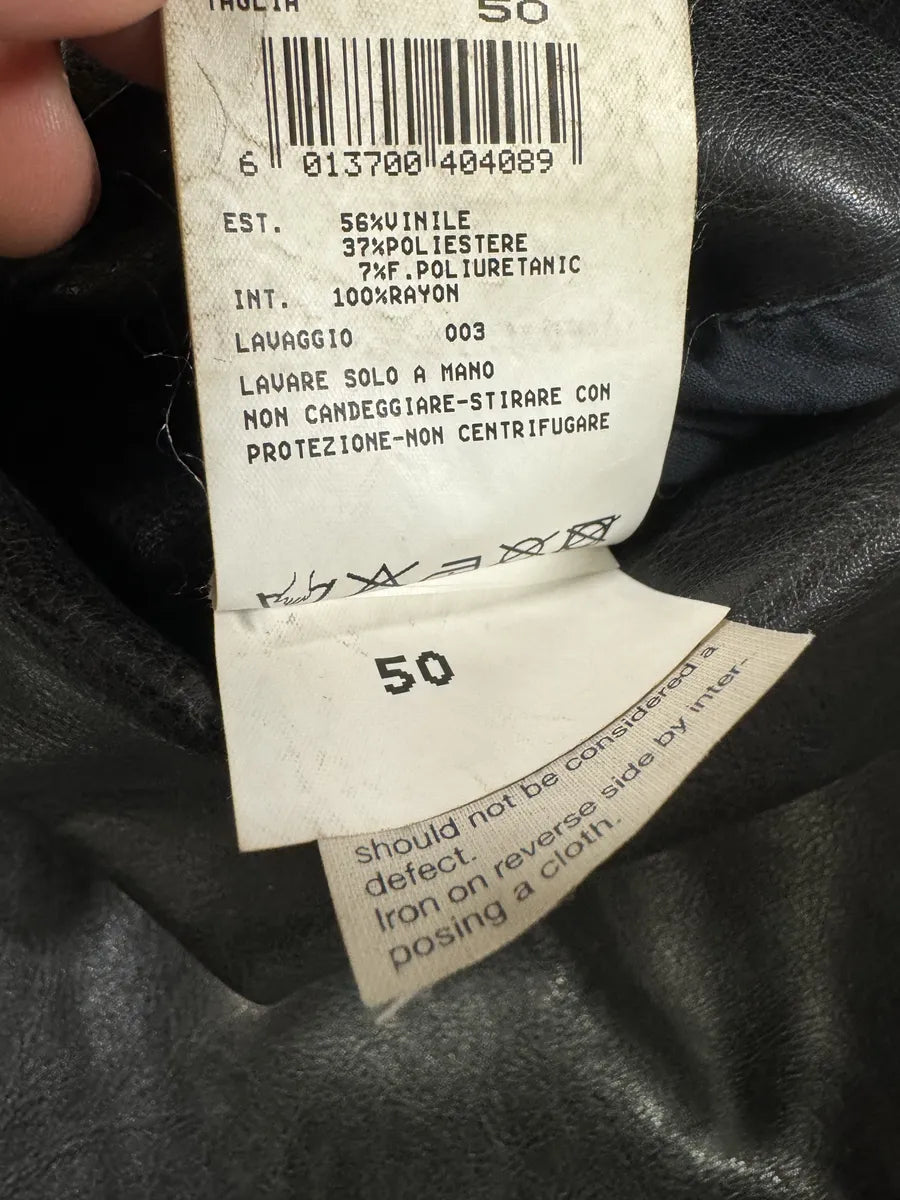 TAGLIA 50
6 013700 404089
EST. 56%VINILE
37%POLIESTERE
7%F.POLIURETANIC
INT. 100%RAYON
LAVAGGIO 003
LAVARE SOLO A MANO
NON CANDEGGIARE-STIRARE CON
PROTEZIONE-NON CENTRIFUGARE
50
should not be considered a
defect.
Iron on reverse side by inter-
posing a cloth.